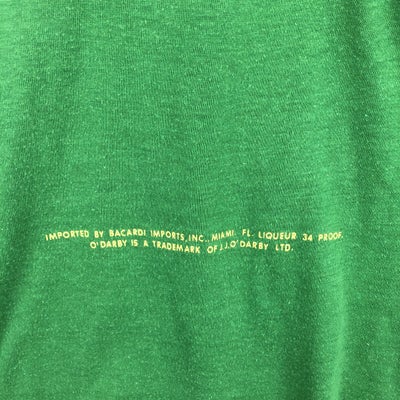 IMPORTED BY BACARDI IMPORTS, INC., MIAMI, FL. LIQUEUR 34 PROOF.
O'DARBY IS A TRADEMARK OF J.J. O'DARBY LTD.